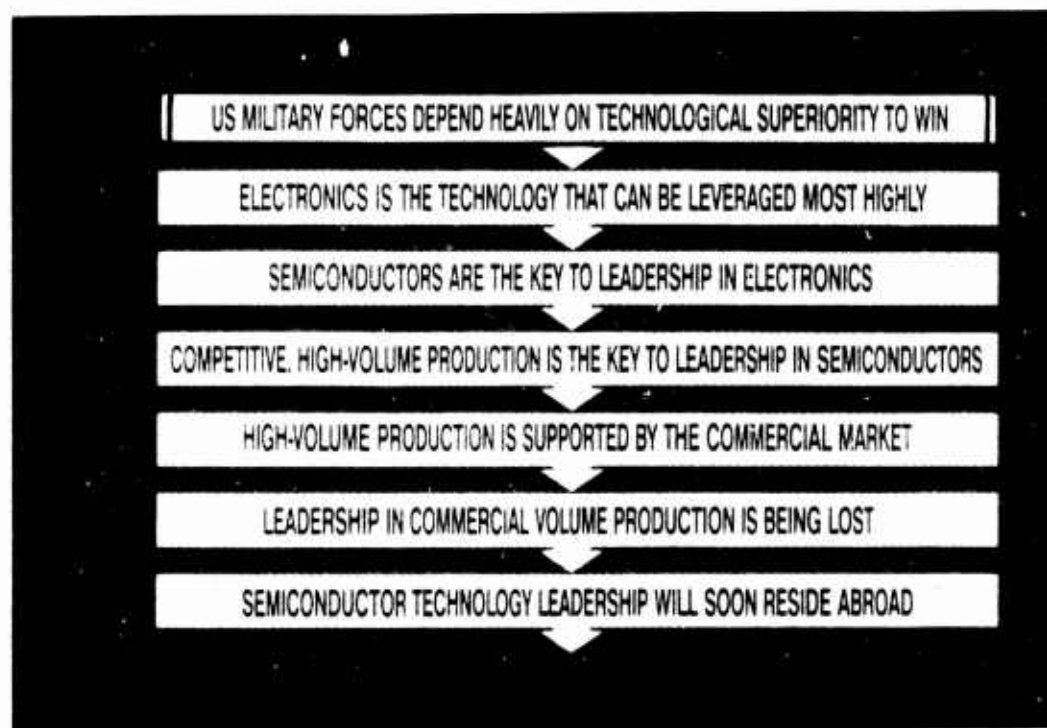 US MILITARY FORCES DEPEND HEAVILY ON TECHNOLOGICAL SUPERIORITY TO WIN
ELECTRONICS IS THE TECHNOLOGY THAT CAN BE LEVERAGED MOST HIGHLY
SEMICONDUCTORS ARE THE KEY TO LEADERSHIP IN ELECTRONICS
COMPETITIVE, HIGH-VOLUME PRODUCTION IS THE KEY TO LEADERSHIP IN SEMICONDUCTORS
HIGH-VOLUME PRODUCTION IS SUPPORTED BY THE COMMERCIAL MARKET
LEADERSHIP IN COMMERCIAL VOLUME PRODUCTION IS BEING LOST
SEMICONDUCTOR TECHNOLOGY LEADERSHIP WILL SOON RESIDE ABROAD